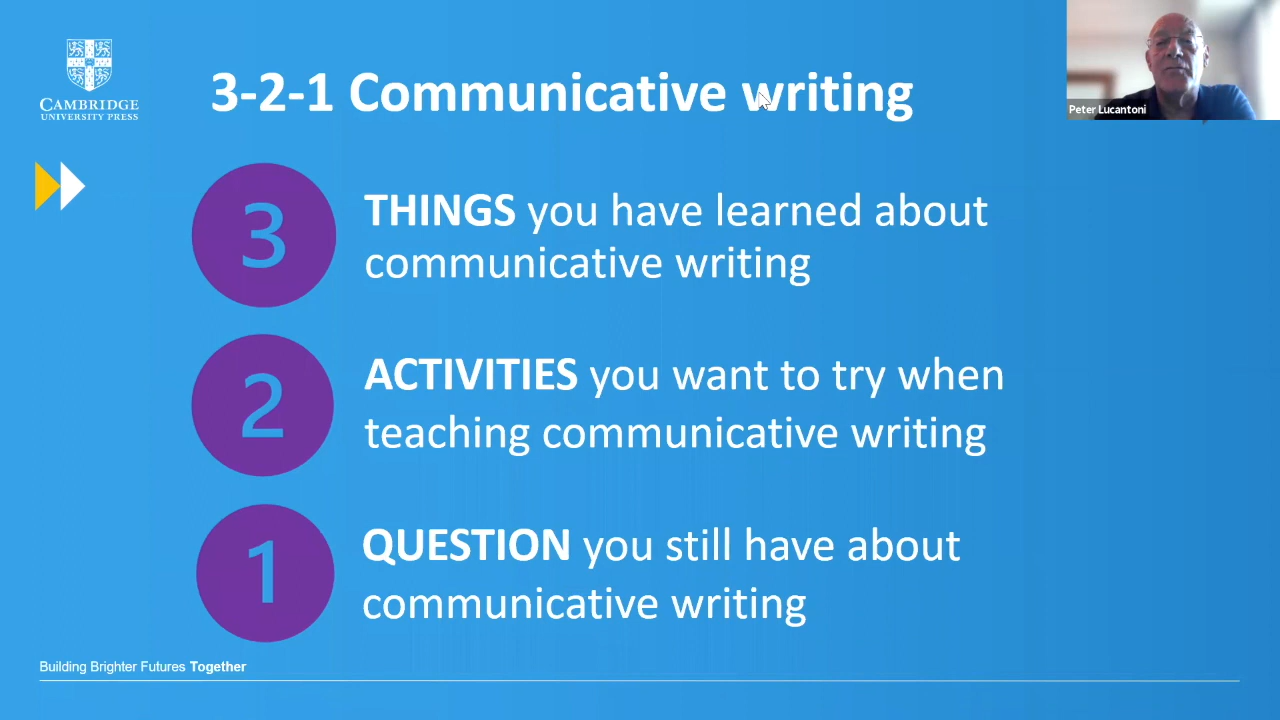 CAMBRIDGE
UNIVERSITY PRESS
3-2-1 Communicative writing
Peter Lucantoni
3
THINGS you have learned about
communicative writing
2
ACTIVITIES you want to try when
teaching communicative writing
1
QUESTION you still have about
communicative writing
Building Brighter Futures Together